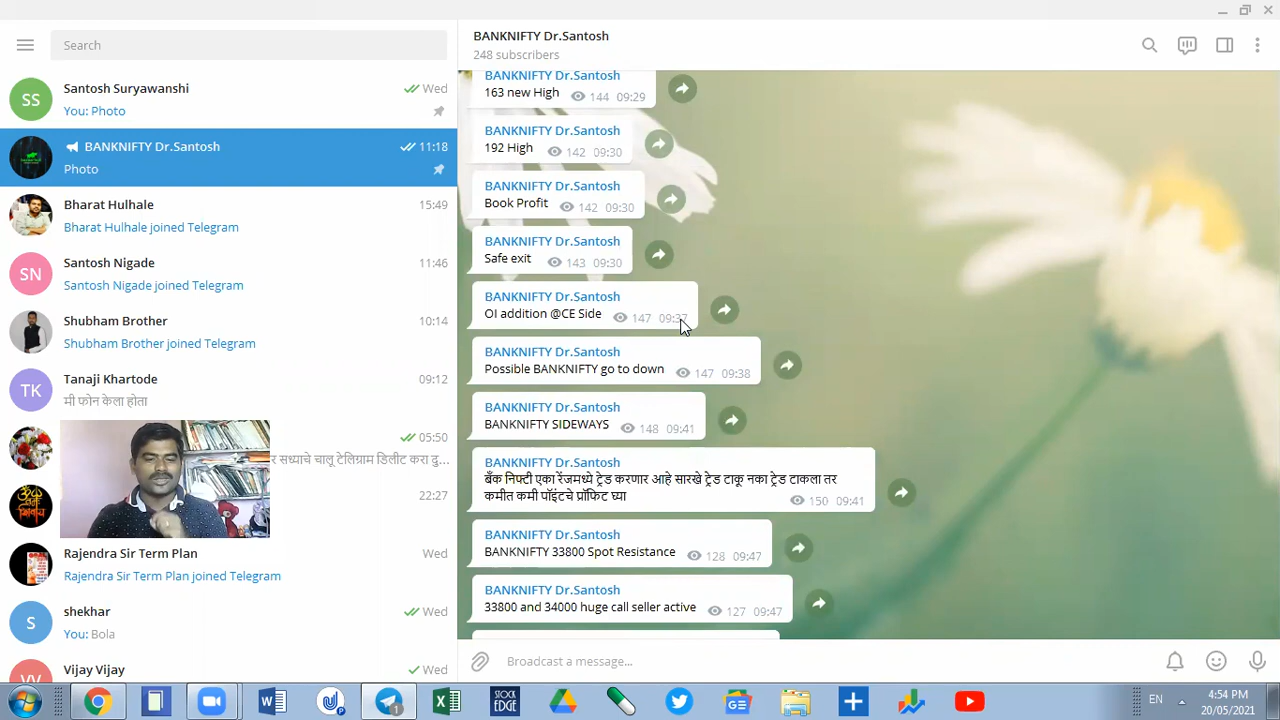 Search
Santosh Suryawanshi
Wed
You: Photo
BANKNIFTY Dr.Santosh
11:18
Photo
Bharat Hulhale
15:49
Bharat Hulhale joined Telegram
SN
Santosh Nigade
11:46
Santosh Nigade joined Telegram
Shubham Brother
10:14
Shubham Brother joined Telegram
TK
Tanaji Khartode
09:12
मी फोन केला होता
05:50
र सध्याचे चालू टेलिग्राम डिलीट करा दु...
22:27
Rajendra Sir Term Plan
Wed
Rajendra Sir Term Plan joined Telegram
S
shekhar
Wed
You: Bola
Vijay Vijay
Wed
SS
BANKNIFTY Dr.Santosh
248 subscribers
BANKNIFTY Dr.Santosh
163 new High 144 09:29
BANKNIFTY Dr.Santosh
192 High 142 09:30
BANKNIFTY Dr.Santosh
Book Profit 142 09:30
BANKNIFTY Dr.Santosh
Safe exit 143 09:30
BANKNIFTY Dr.Santosh
OI addition @CE Side 147 09:37
BANKNIFTY Dr.Santosh
Possible BANKNIFTY go to down 147 09:38
BANKNIFTY Dr.Santosh
BANKNIFTY SIDEWAYS 148 09:41
BANKNIFTY Dr.Santosh
बँक निफ्टी एका रेंजमध्ये ट्रेड करणार आहे सारखे ट्रेड टाकू नका ट्रेड टाकला तर
कमीत कमी पॉइंटचे प्रॉफिट घ्या 150 09:41
BANKNIFTY Dr.Santosh
BANKNIFTY 33800 Spot Resistance 128 09:47
BANKNIFTY Dr.Santosh
33800 and 34000 huge call seller active 127 09:47
Broadcast a message...
STOCK
EDGE
EN
4:54 PM
20/05/2021